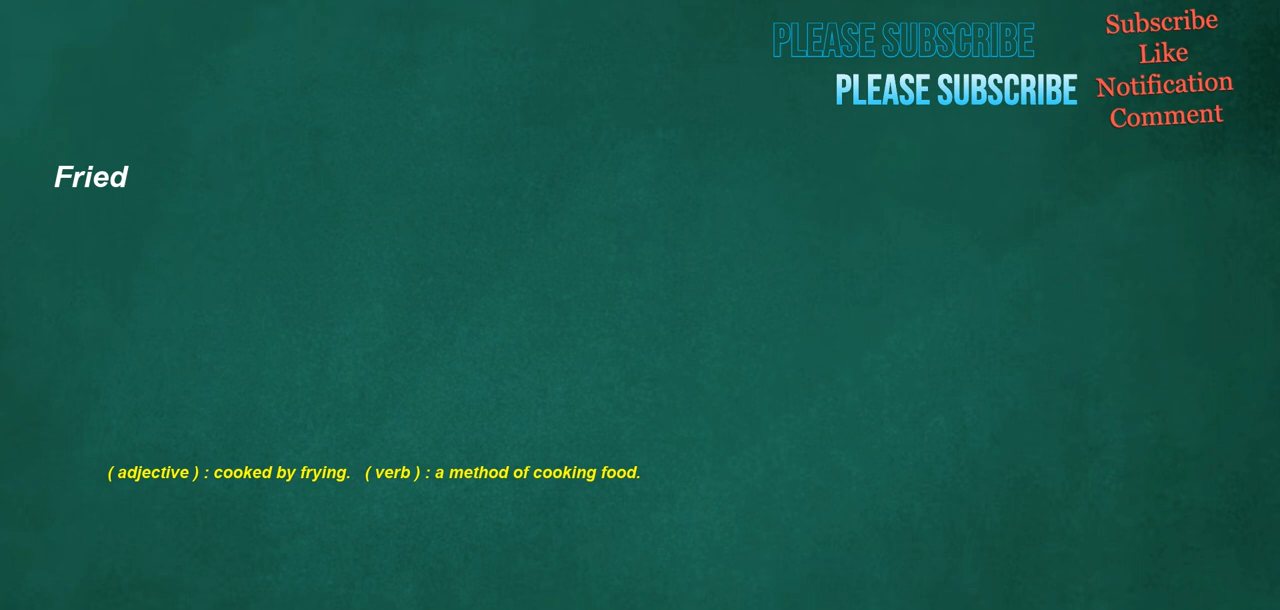 PLEASE SUBSCRIBE
PLEASE SUBSCRIBE
Subscribe
Like
Notification
Comment
Fried
( adjective ) : cooked by frying.   ( verb ) : a method of cooking food.